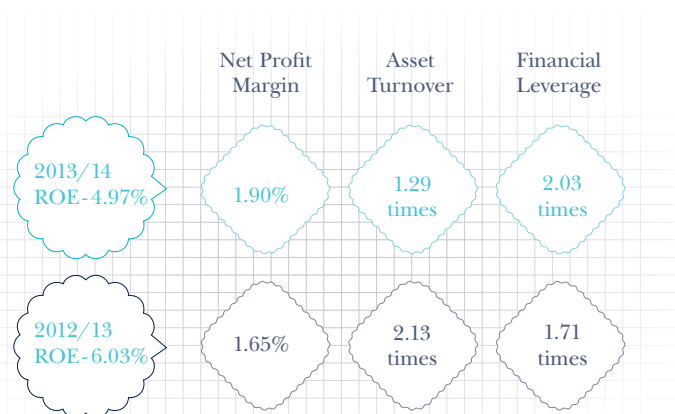 Net Profit
Margin
Asset
Turnover
Financial
Leverage
2013/14
ROE-4.97%
1.90%
1.29
times
2.03
times
2012/13
ROE-6.03%
1.65%
2.13
times
1.71
times